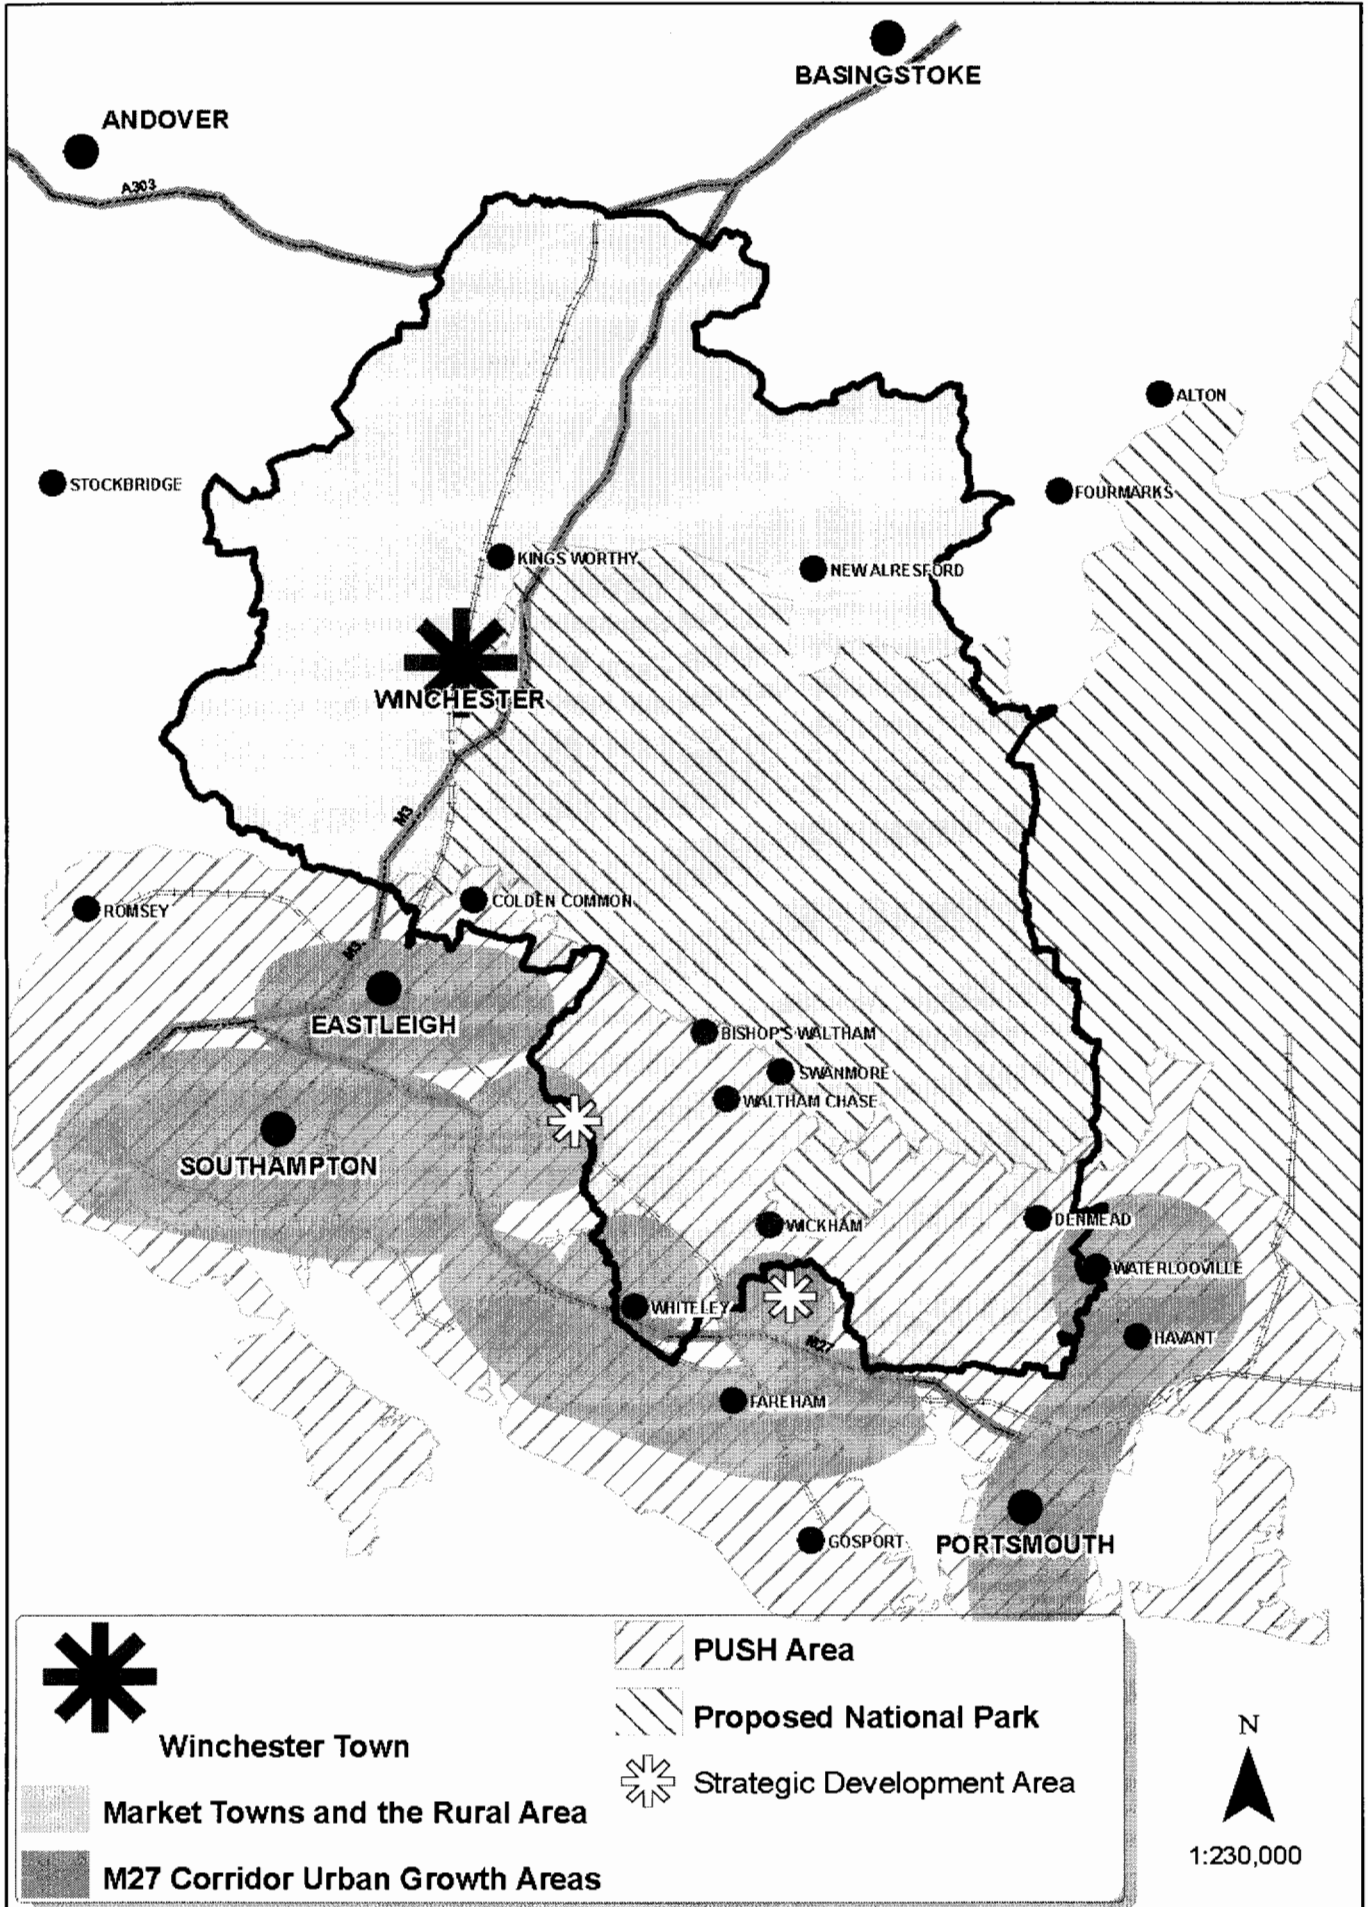 BASINGSTOKE
ANDOVER
A303
ALTON
STOCKBRIDGE
FOURMARKS
KINGS WORTHY
NEW ALRESFORD
WINCHESTER
M3
COLDEN COMMON
ROMSEY
M3
EASTLEIGH
BISHOP'S WALTHAM
SWANMORE
WALTHAM CHASE
SOUTHAMPTON
WICKHAM
DENMEAD
WATERLOOVILLE
WHITELEY
HAVANT
M27
FAREHAM
GOSPORT
PORTSMOUTH
Winchester Town
Market Towns and the Rural Area
M27 Corridor Urban Growth Areas
PUSH Area
Proposed National Park
Strategic Development Area
N
1:230,000